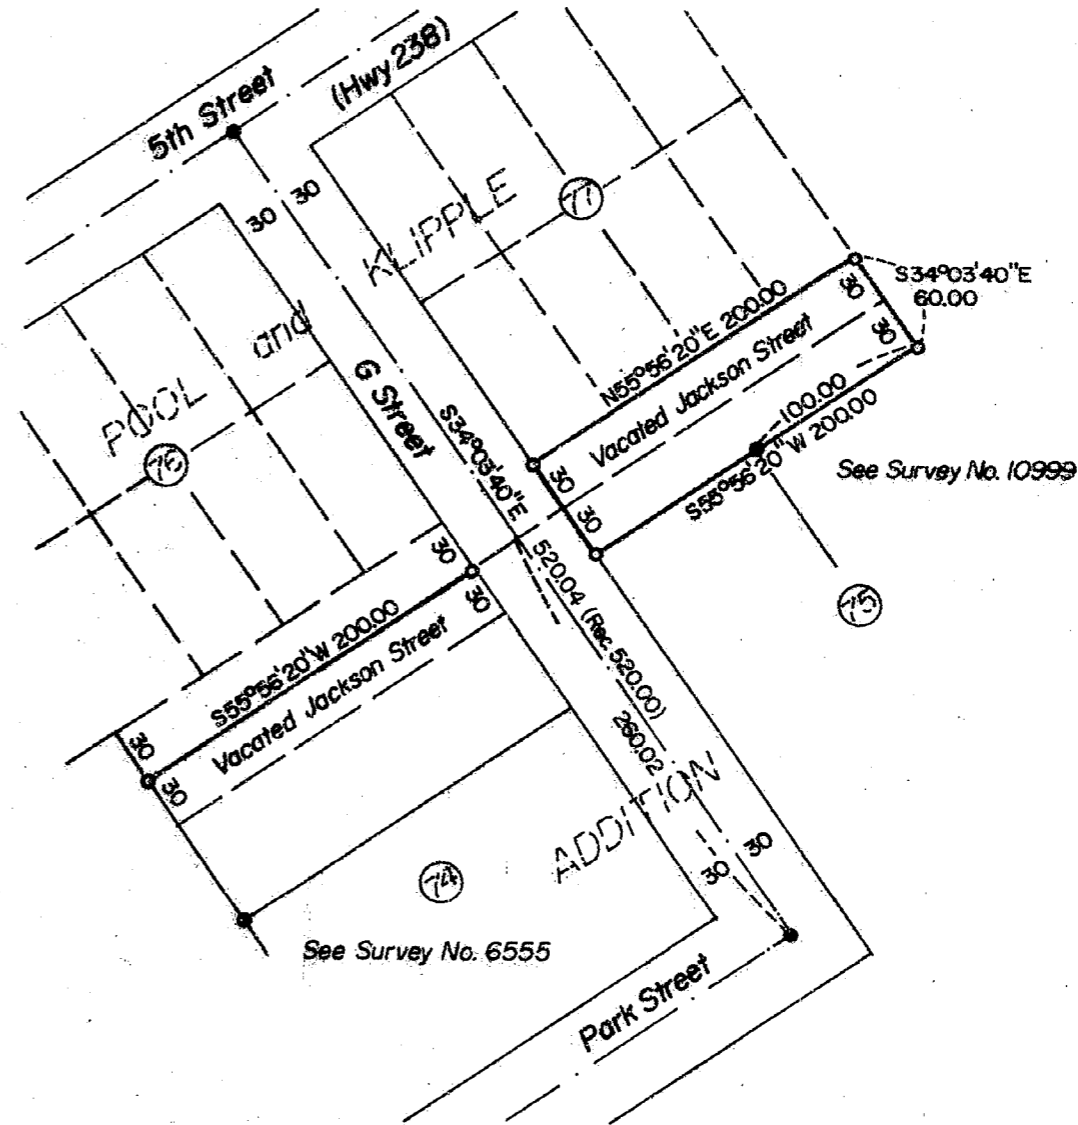 5th Street
(Hwy 238)
30
30
KLIPPLE
77
and
POOL
76
G Street
S34°03'40"E
60.00
30
30
N55°56'20"E 200.00
Vacated Jackson Street
100.00
S55°56'20"W 200.00
See Survey No. 10999
S34°03'40"E
30
30
520.04 (Rec. 520.00)
260.02
75
30
30
S55°56'20"W 200.00
Vacated Jackson Street
30
30
ADDITION
74
30
30
See Survey No. 6555
Park Street